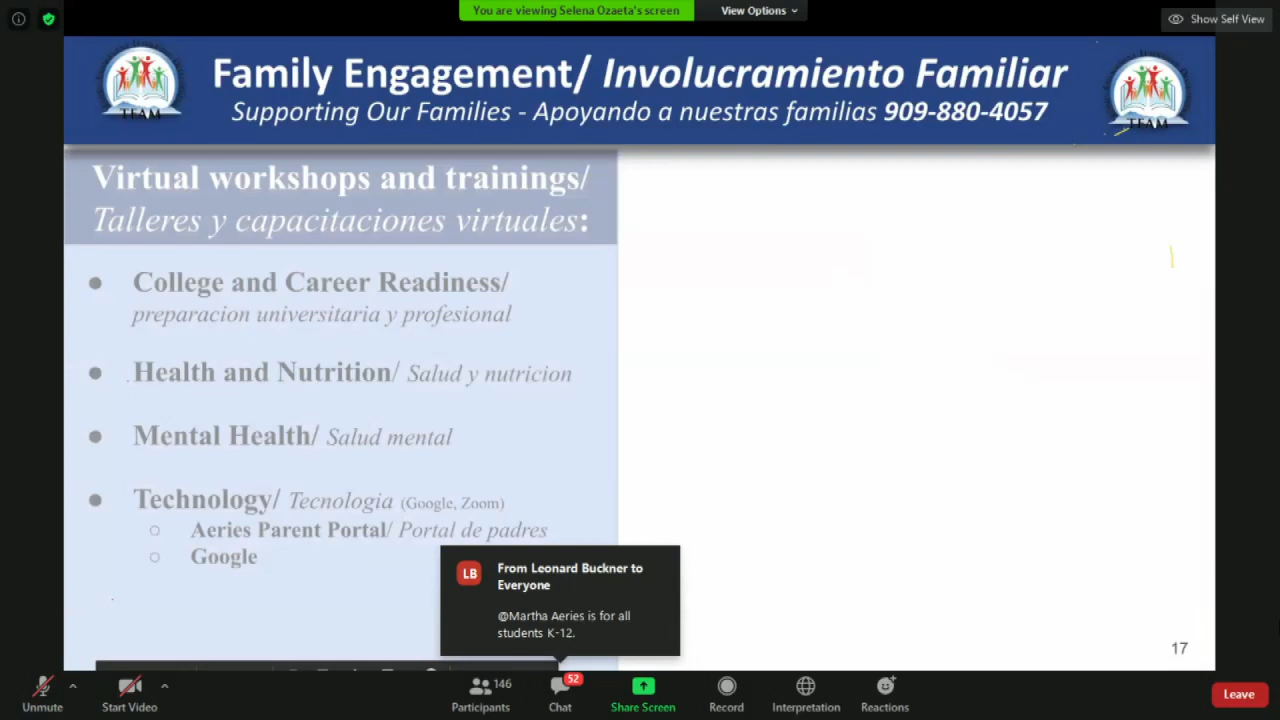 You are viewing Selena Ozaeta's screen
View Options
Show Self View
Family Engagement/ Involucramiento Familiar
Supporting Our Families - Apoyando a nuestras familias 909-880-4057
TEAM
TEAM
Virtual workshops and trainings/
Talleres y capacitaciones virtuales:
College and Career Readiness/
preparacion universitaria y profesional
Health and Nutrition/ Salud y nutricion
Mental Health/ Salud mental
Technology/ Tecnologia (Google, Zoom)
Aeries Parent Portal/ Portal de padres
Google
LB
From Leonard Buckner to
Everyone
@Martha Aeries is for all
students K-12.
17
Unmute
Start Video
146
Participants
52
Chat
Share Screen
Record
Interpretation
Reactions
Leave